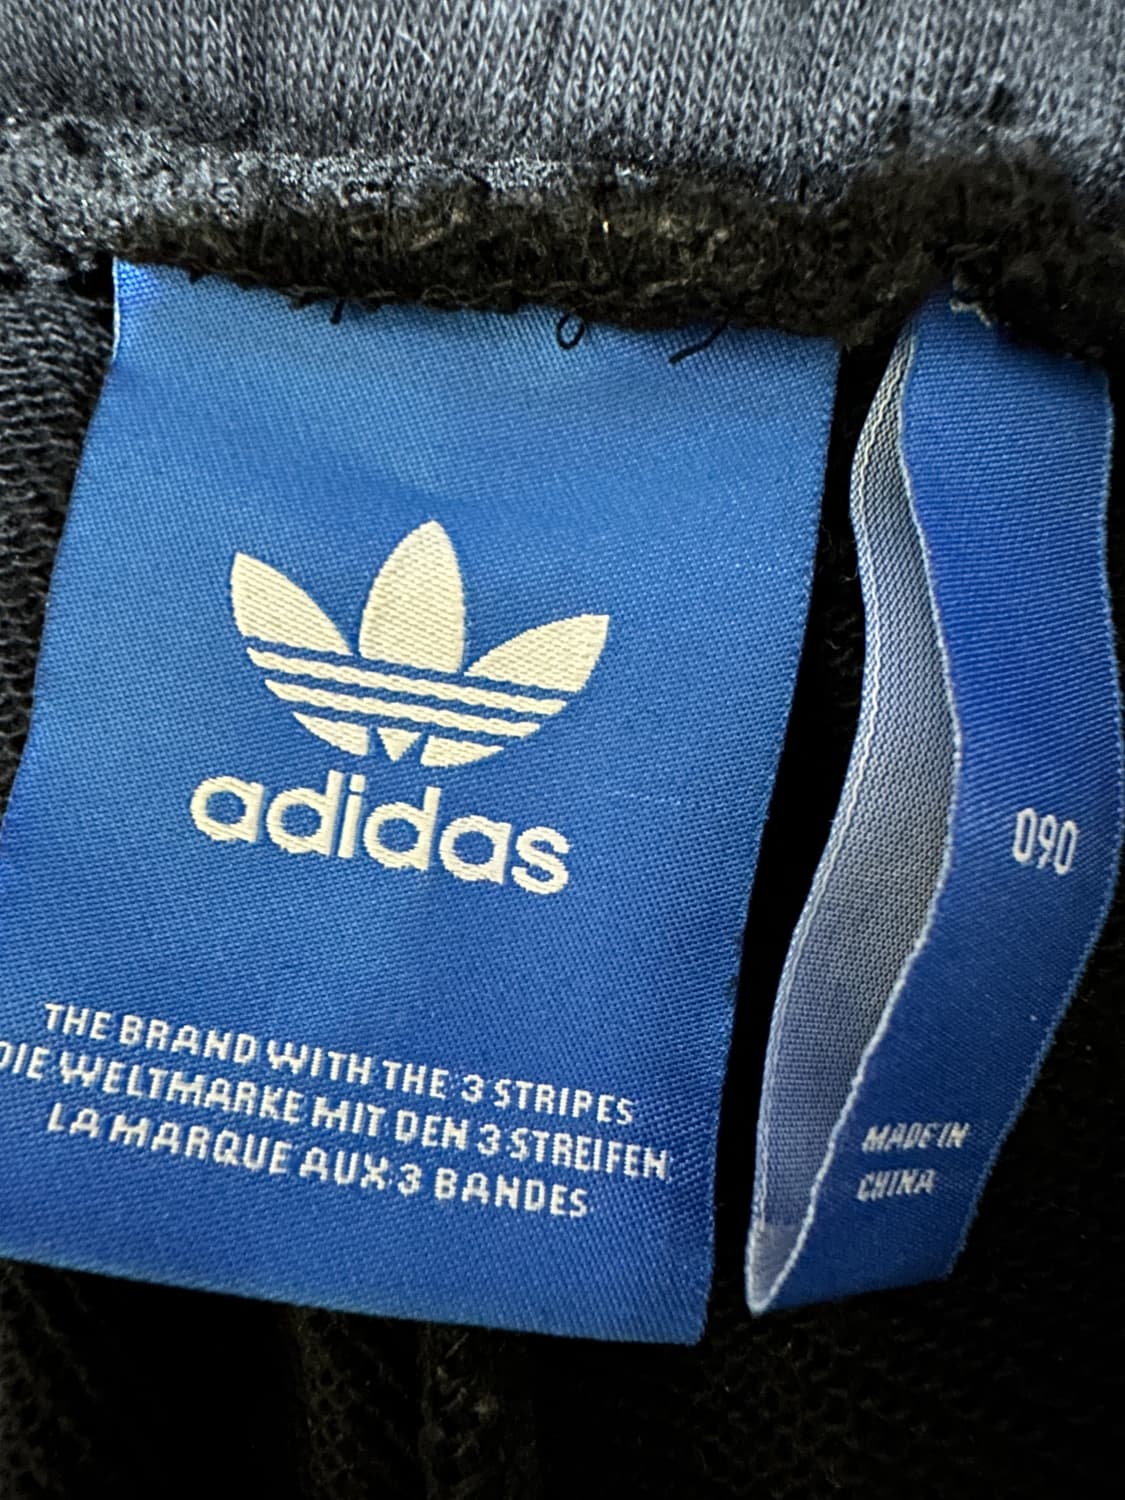 adidas
THE BRAND WITH THE 3 STRIPES
DIE WELTMARKE MIT DEN 3 STREIFEN
LA MARQUE AUX 3 BANDES
090
MADE IN
CHINA